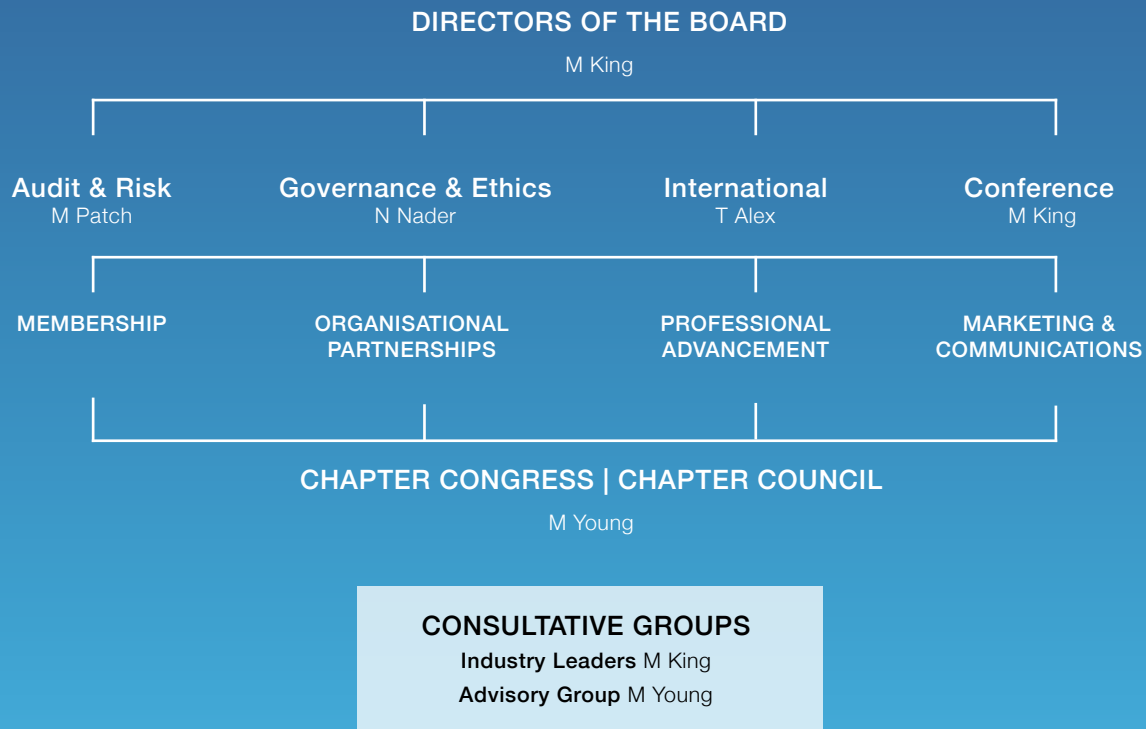 DIRECTORS OF THE BOARD
M King
Audit & Risk
M Patch
Governance & Ethics
N Nader
International
T Alex
Conference
M King
MEMBERSHIP
ORGANISATIONAL
PARTNERSHIPS
PROFESSIONAL
ADVANCEMENT
MARKETING &
COMMUNICATIONS
CHAPTER CONGRESS | CHAPTER COUNCIL
M Young
CONSULTATIVE GROUPS
Industry Leaders M King
Advisory Group M Young